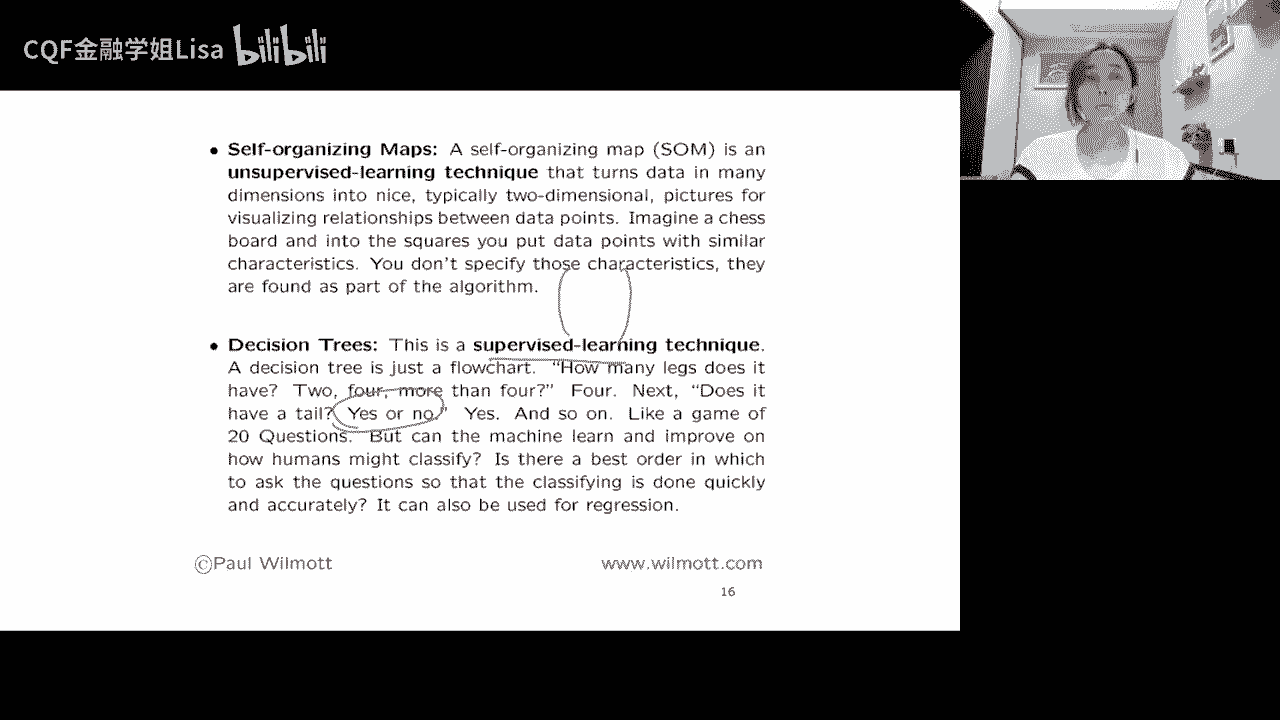 CQF金融学姐Lisa bilibili
• Self-organizing Maps: A self-organizing map (SOM) is an
unsupervised-learning technique that turns data in many
dimensions into nice, typically two-dimensional, pictures for
visualizing relationships between data points. Imagine a chess
board and into the squares you put data points with similar
characteristics. You don't specify those characteristics, they
are found as part of the algorithm.
• Decision Trees: This is a supervised-learning technique.
A decision tree is just a flowchart. "How many legs does it
have? Two, four, more than four?" Four. Next, "Does it
have a tail? Yes or no." Yes. And so on. Like a game of
20 Questions. But can the machine learn and improve on
how humans might classify? Is there a best order in which
to ask the questions so that the classifying is done quickly
and accurately? It can also be used for regression.
©Paul Wilmott
www.wilmott.com
16